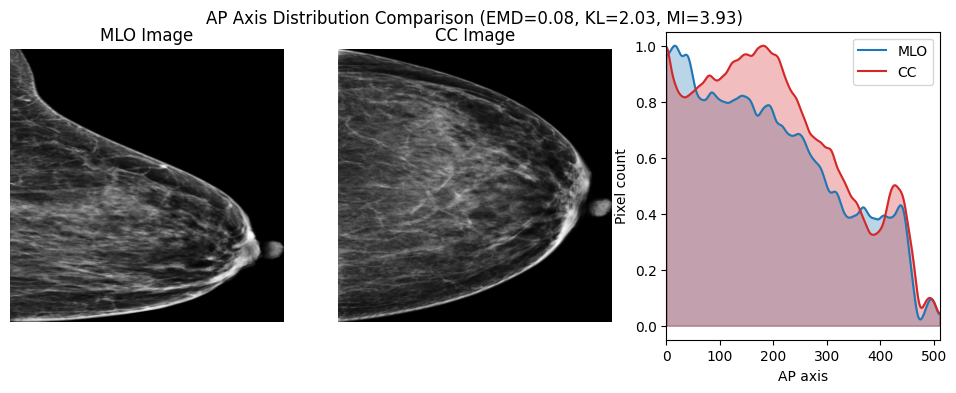 AP Axis Distribution Comparison (EMD=0.08, KL=2.03, MI=3.93)
MLO Image
CC Image
MLO
CC
Pixel count
1.0
0.8
0.6
0.4
0.2
0.0
0
100
200
300
400
500
AP axis